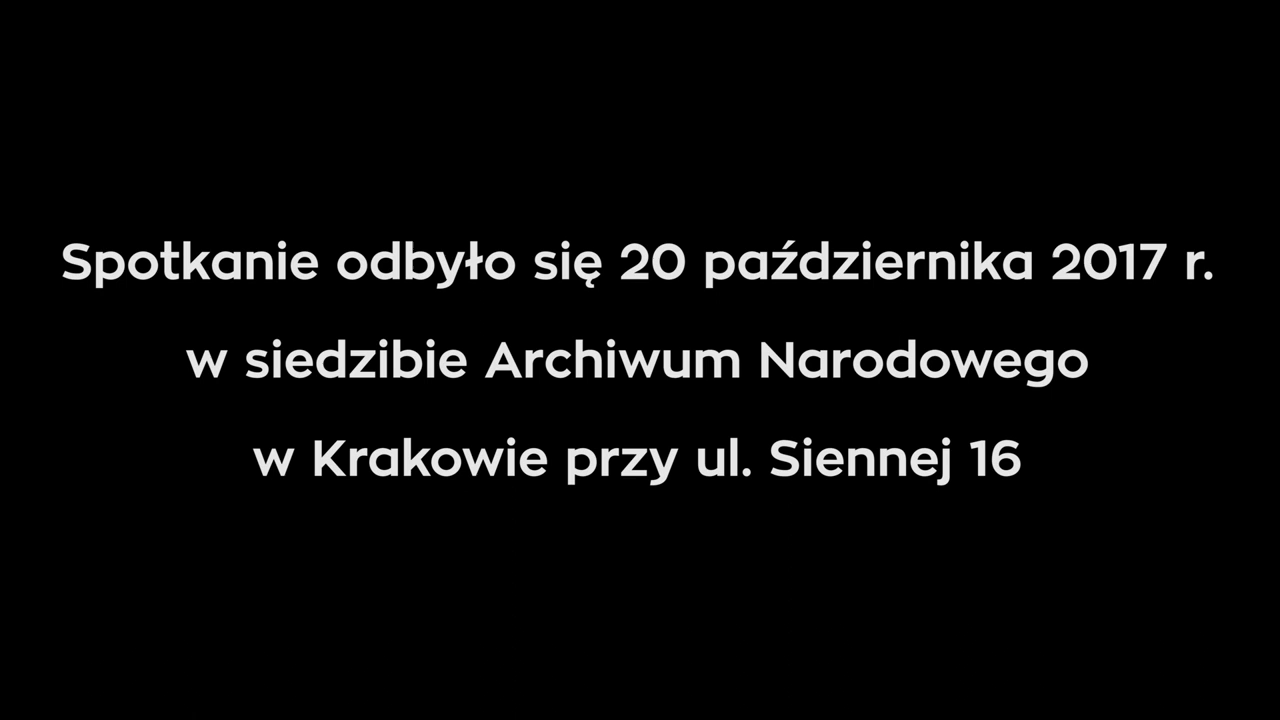 Spotkanie odbyło się 20 października 2017 r.
w siedzibie Archiwum Narodowego
w Krakowie przy ul. Siennej 16